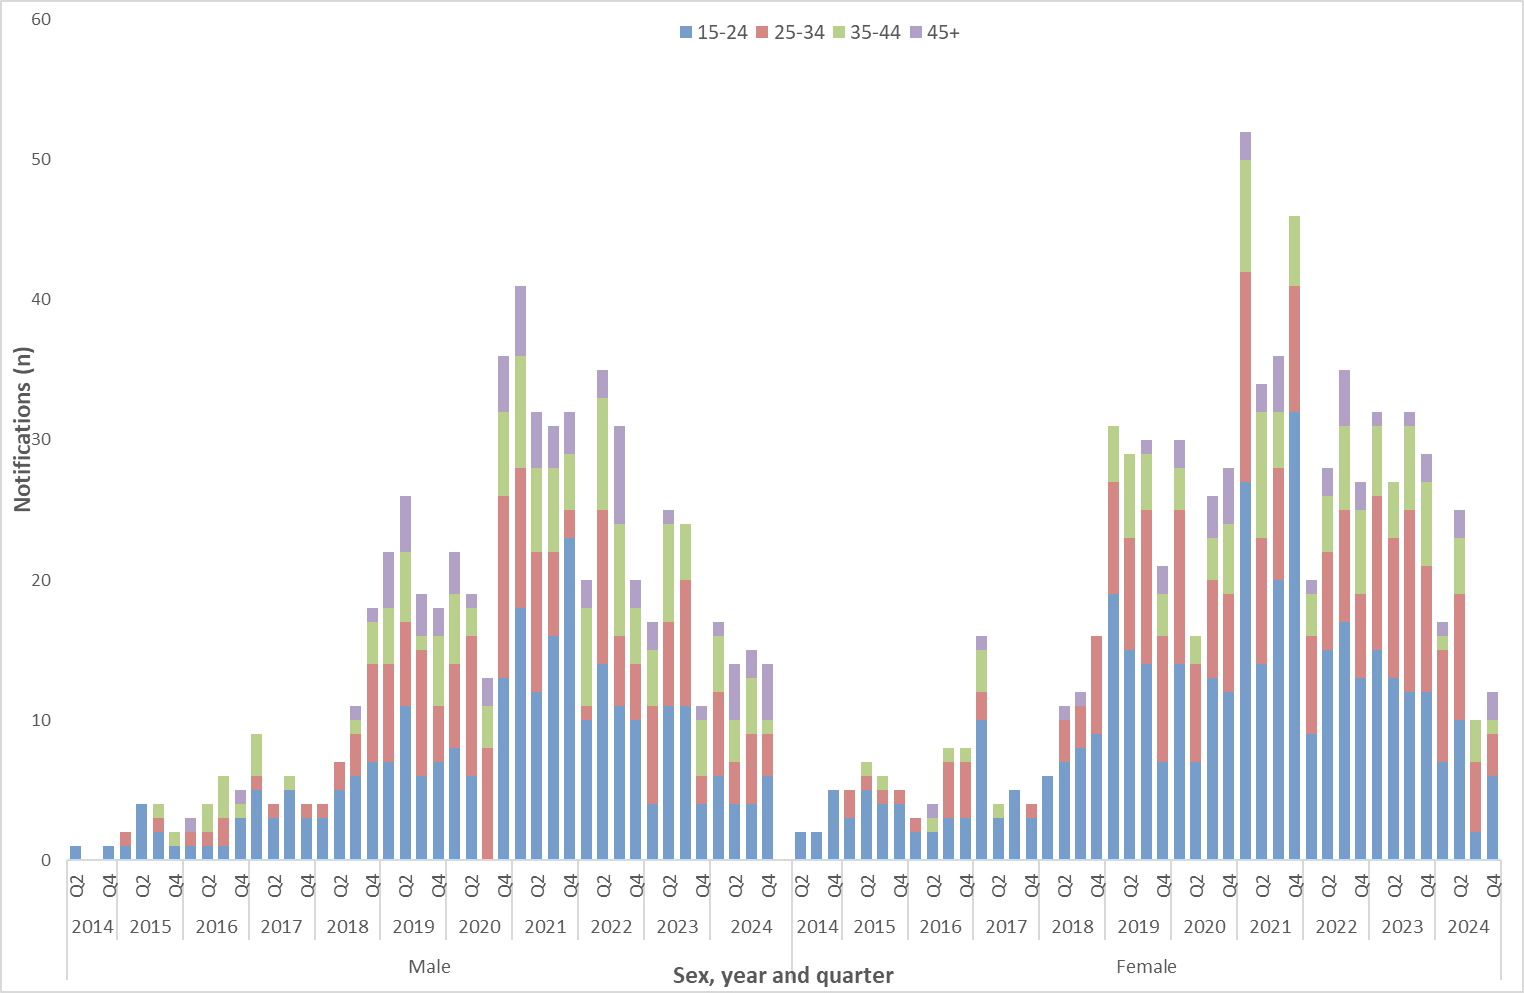 60
15-24 25-34 35-44 45+
50
40
Notifications (n)
30
20
10
0
Q2 Q4 Q2 Q4 Q2 Q4 Q2 Q4 Q2 Q4 Q2 Q4 Q2 Q4 Q2 Q4 Q2 Q4 Q2 Q4 Q2 Q4 Q2 Q4 Q2 Q4 Q2 Q4 Q2 Q4 Q2 Q4 Q2 Q4 Q2 Q4 Q2 Q4 Q2 Q4 Q2 Q4 Q2 Q4
2014 2015 2016 2017 2018 2019 2020 2021 2022 2023 2024 2014 2015 2016 2017 2018 2019 2020 2021 2022 2023 2024
Male Female
Sex, year and quarter